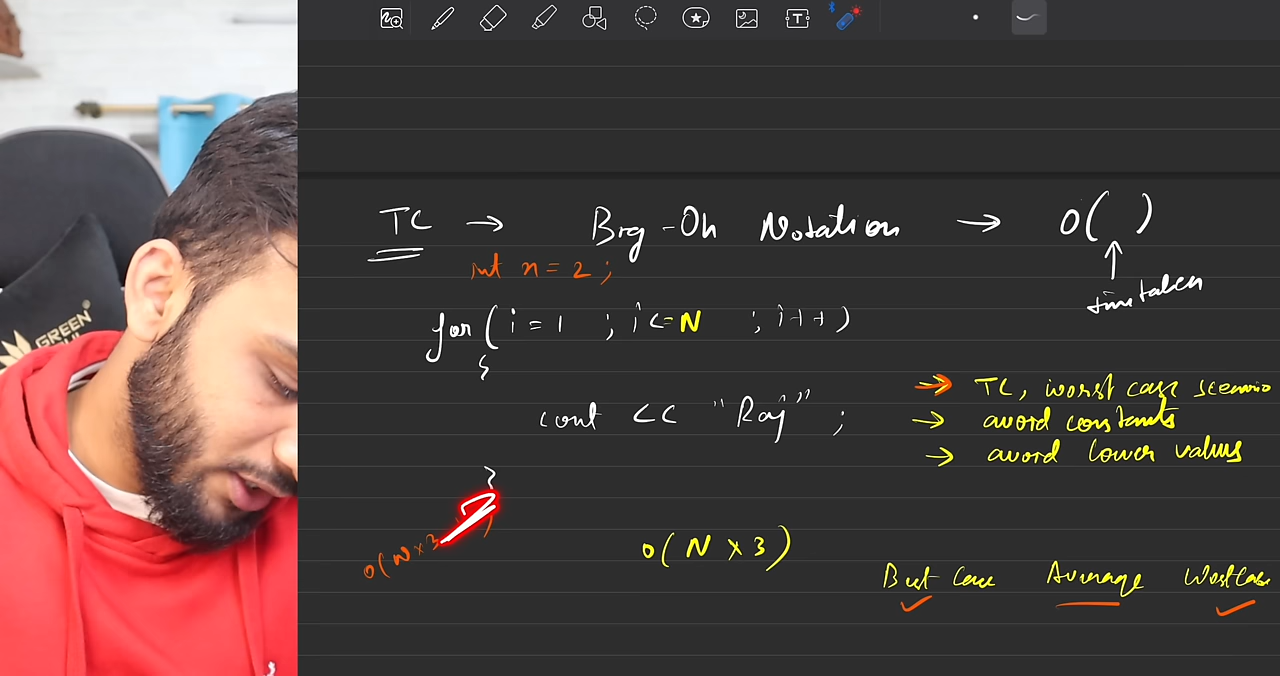 TC → Big-Oh Notation → O( )
int x = 2 ;
time taken
for ( i = 1 ; i <= N ; i++ )
{
→ TC, worst case scenario
cout << "Raj" ;
→ avoid constants
→ avoid lower values
}
O(N×3
O( N × 3 )
Best Case Average Worst Case
GREEN